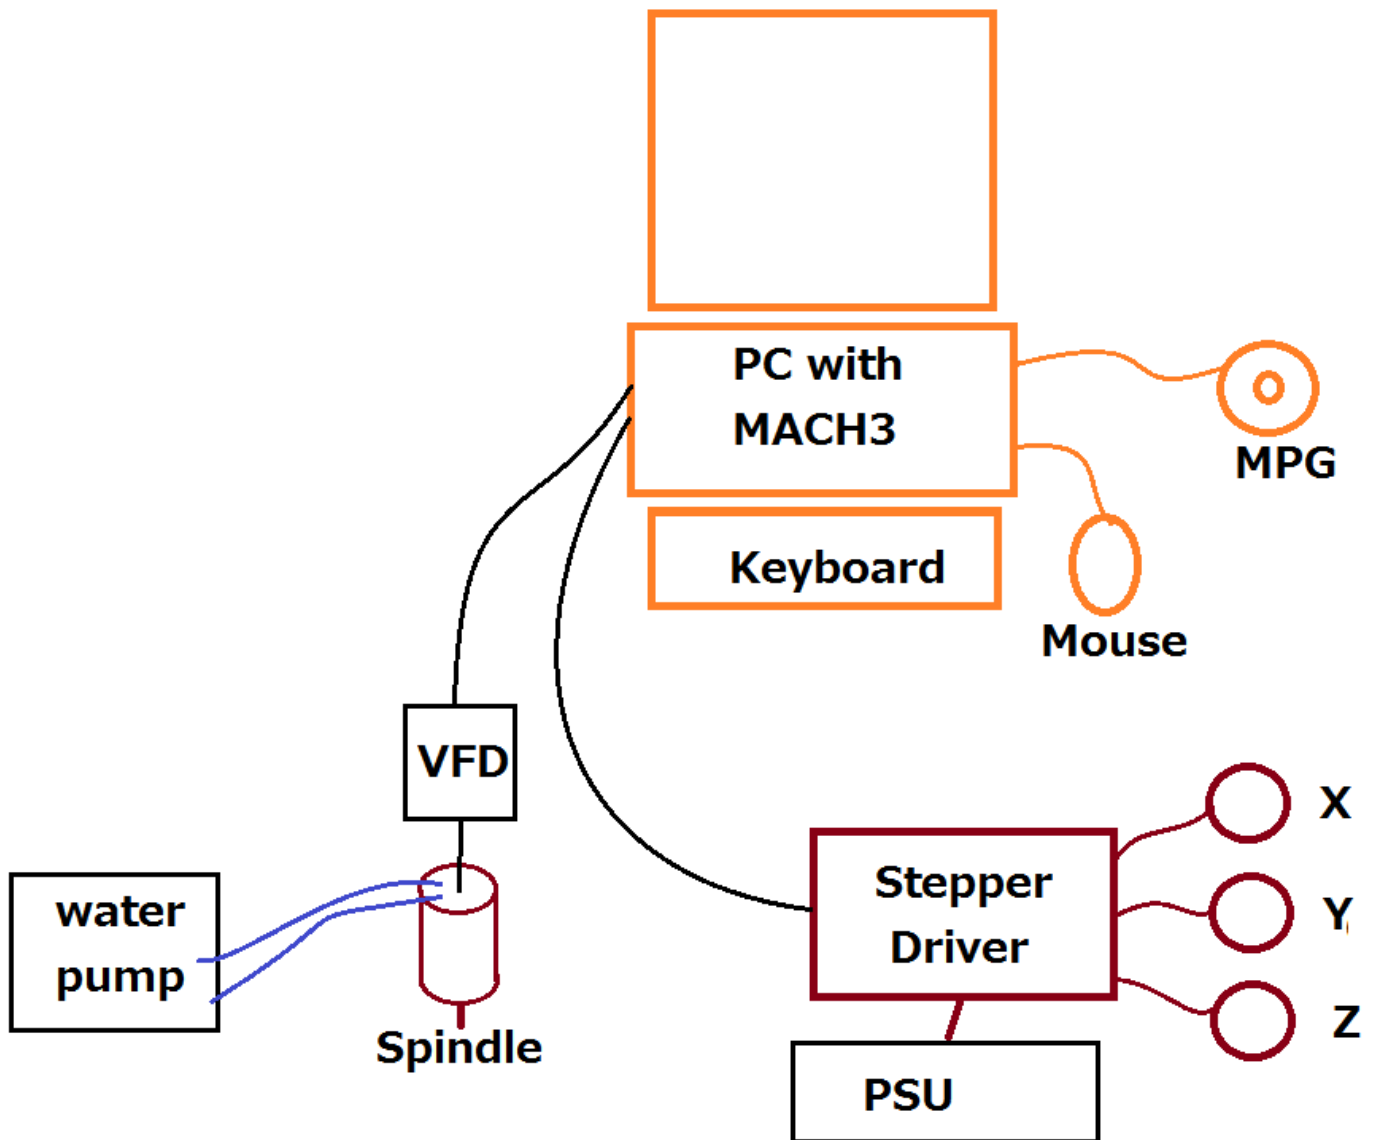 PC with
MACH3
MPG
Keyboard
Mouse
VFD
X
Stepper
Driver
Y
water
pump
Z
Spindle
PSU